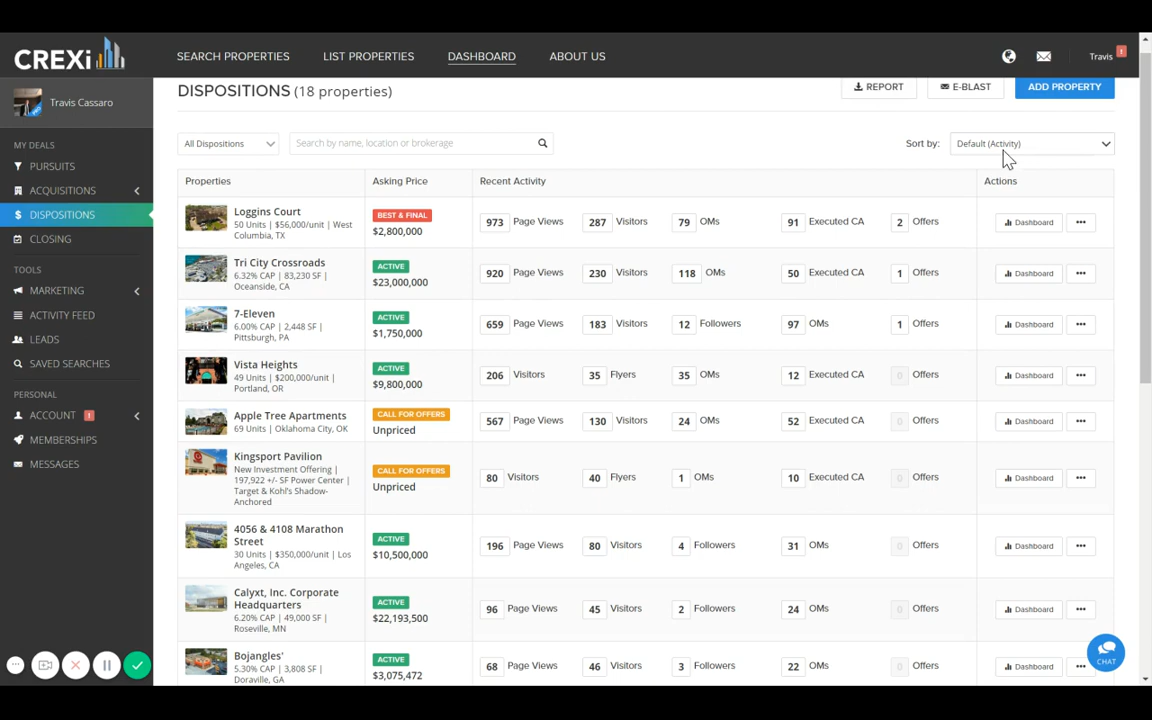 CREXi
SEARCH PROPERTIES
LIST PROPERTIES
DASHBOARD
ABOUT US
Travis
!
Travis Cassaro
MY DEALS
PURSUITS
ACQUISITIONS
DISPOSITIONS
CLOSING
TOOLS
MARKETING
ACTIVITY FEED
LEADS
SAVED SEARCHES
PERSONAL
ACCOUNT !
MEMBERSHIPS
MESSAGES
DISPOSITIONS (18 properties)
REPORT
E-BLAST
ADD PROPERTY
All Dispositions
Search by name, location or brokerage
Sort by:
Default (Activity)
Properties
Asking Price
Recent Activity
Actions
Loggins Court
50 Units | $56,000/unit | West
Columbia, TX
BEST & FINAL
$2,800,000
973 Page Views
287 Visitors
79 OMs
91 Executed CA
2 Offers
Dashboard
•••
Tri City Crossroads
6.32% CAP | 83,230 SF |
Oceanside, CA
ACTIVE
$23,000,000
920 Page Views
230 Visitors
118 OMs
50 Executed CA
1 Offers
Dashboard
•••
7-Eleven
6.00% CAP | 2,448 SF |
Pittsburgh, PA
ACTIVE
$1,750,000
659 Page Views
183 Visitors
12 Followers
97 OMs
1 Offers
Dashboard
•••
Vista Heights
49 Units | $200,000/unit |
Portland, OR
ACTIVE
$9,800,000
206 Visitors
35 Flyers
35 OMs
12 Executed CA
0 Offers
Dashboard
•••
Apple Tree Apartments
69 Units | Oklahoma City, OK
CALL FOR OFFERS
Unpriced
567 Page Views
130 Visitors
24 OMs
52 Executed CA
0 Offers
Dashboard
•••
Kingsport Pavilion
New Investment Offering |
197,922 +/- SF Power Center |
Target & Kohl's Shadow-
Anchored
CALL FOR OFFERS
Unpriced
80 Visitors
40 Flyers
1 OMs
10 Executed CA
0 Offers
Dashboard
•••
4056 & 4108 Marathon
Street
30 Units | $350,000/unit | Los
Angeles, CA
ACTIVE
$10,500,000
196 Page Views
80 Visitors
4 Followers
31 OMs
0 Offers
Dashboard
•••
Calyxt, Inc. Corporate
Headquarters
6.20% CAP | 49,000 SF |
Roseville, MN
ACTIVE
$22,193,500
96 Page Views
45 Visitors
2 Followers
24 OMs
0 Offers
Dashboard
•••
Bojangles'
5.30% CAP | 3,808 SF |
Doraville, GA
ACTIVE
$3,075,472
68 Page Views
46 Visitors
3 Followers
22 OMs
0 Offers
Dashboard
•••
CHAT